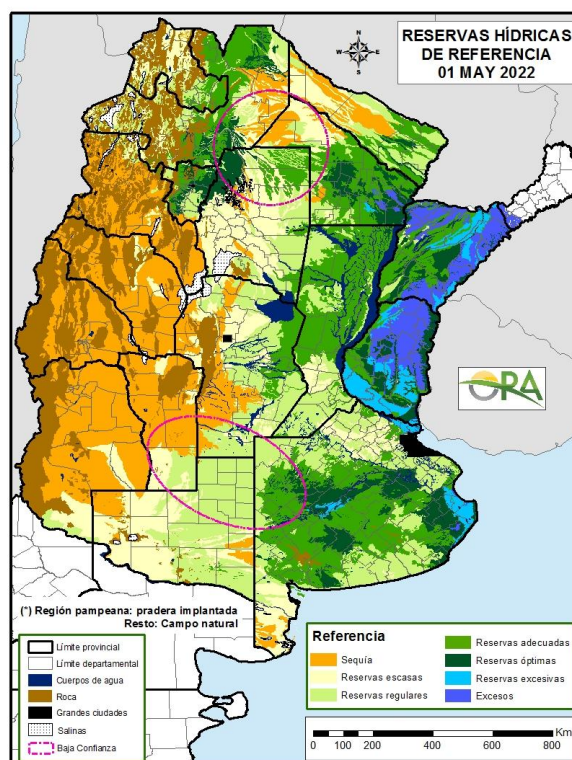 RESERVAS HÍDRICAS
DE REFERENCIA
01 MAY 2022
N
W
E
S
ORA
(*) Región pampeana: pradera implantada
Resto: Campo natural
Límite provincial
Límite departamental
Cuerpos de agua
Roca
Grandes ciudades
Salinas
Baja Confianza
Referencia
Sequía
Reservas escasas
Reservas regulares
Reservas adecuadas
Reservas óptimas
Reservas excesivas
Excesos
Km
0 50 100 200 400 600 800